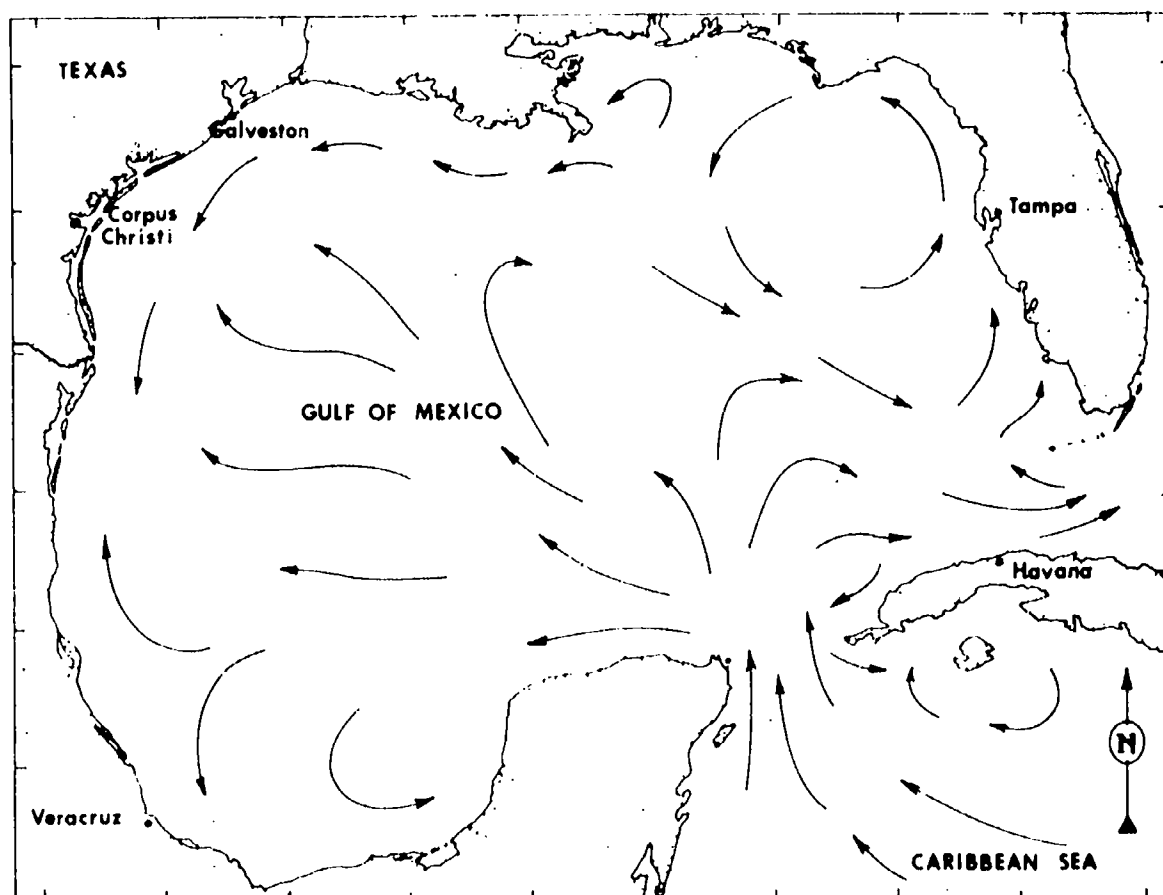 TEXAS
Galveston
Corpus
Christi
Tampa
GULF OF MEXICO
Havana
N
Veracruz
CARIBBEAN SEA